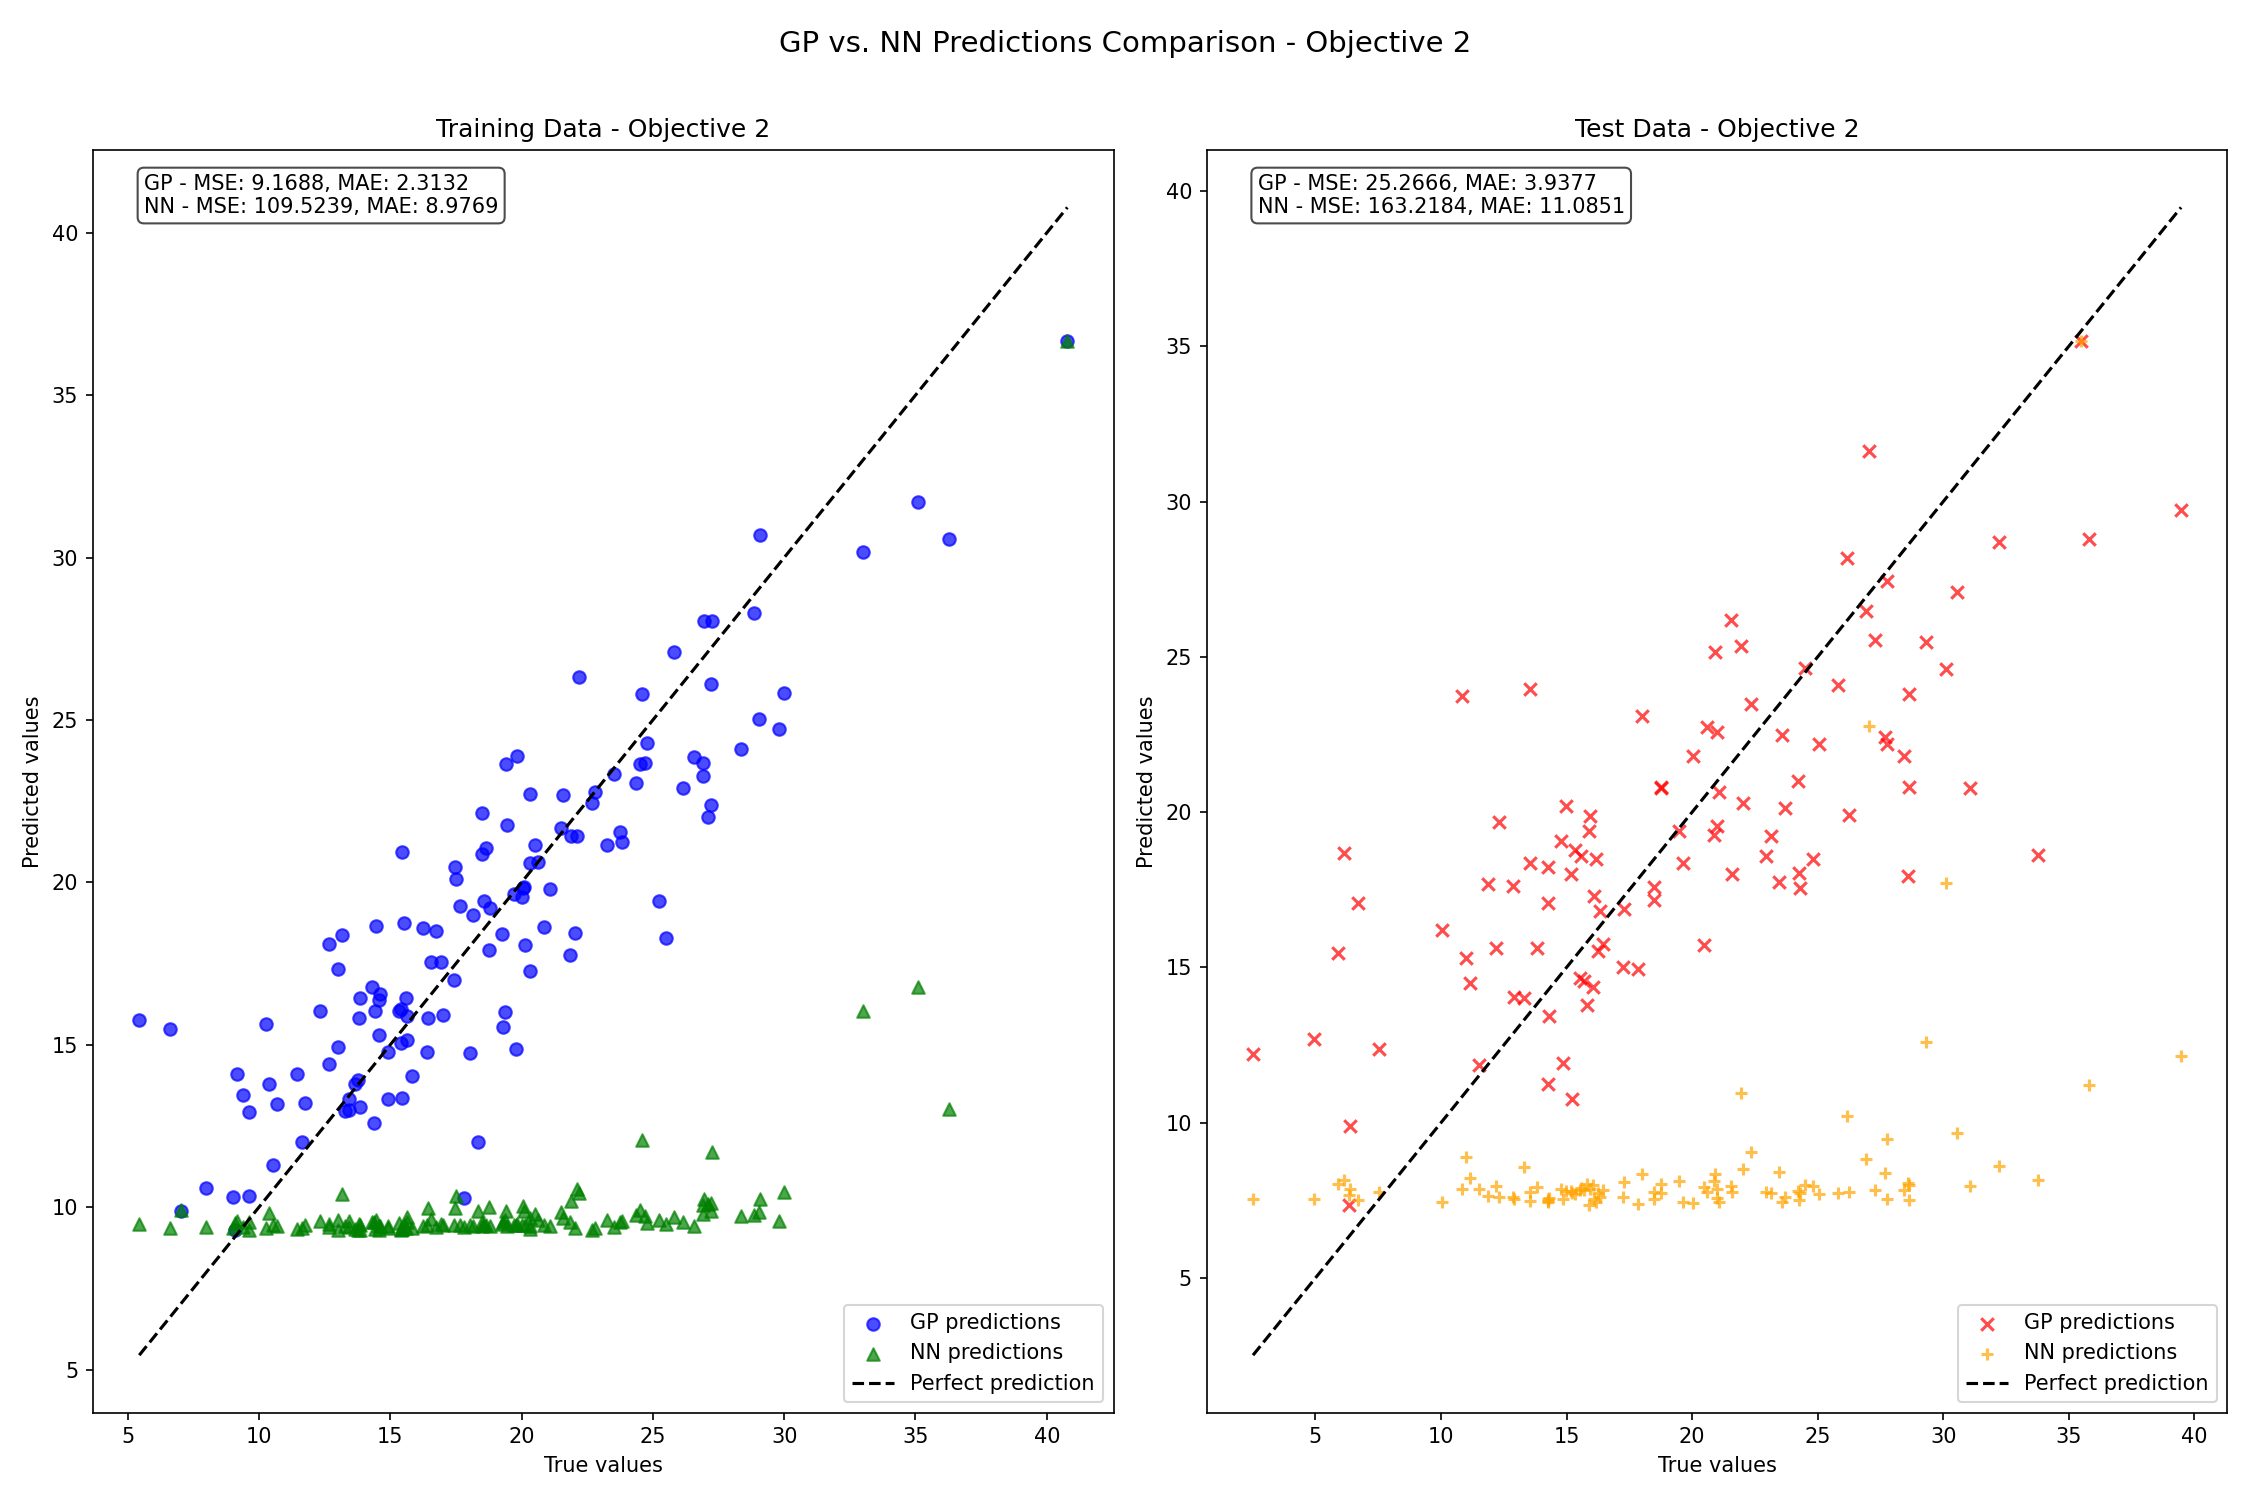 GP vs. NN Predictions Comparison - Objective 2
Training Data - Objective 2
GP - MSE: 9.1688, MAE: 2.3132
NN - MSE: 109.5239, MAE: 8.9769
40
35
30
25
20
15
10
5
Predicted values
5 10 15 20 25 30 35 40
True values
GP predictions
NN predictions
Perfect prediction
Test Data - Objective 2
GP - MSE: 25.2666, MAE: 3.9377
NN - MSE: 163.2184, MAE: 11.0851
40
35
30
25
20
15
10
5
Predicted values
5 10 15 20 25 30 35 40
True values
GP predictions
NN predictions
Perfect prediction